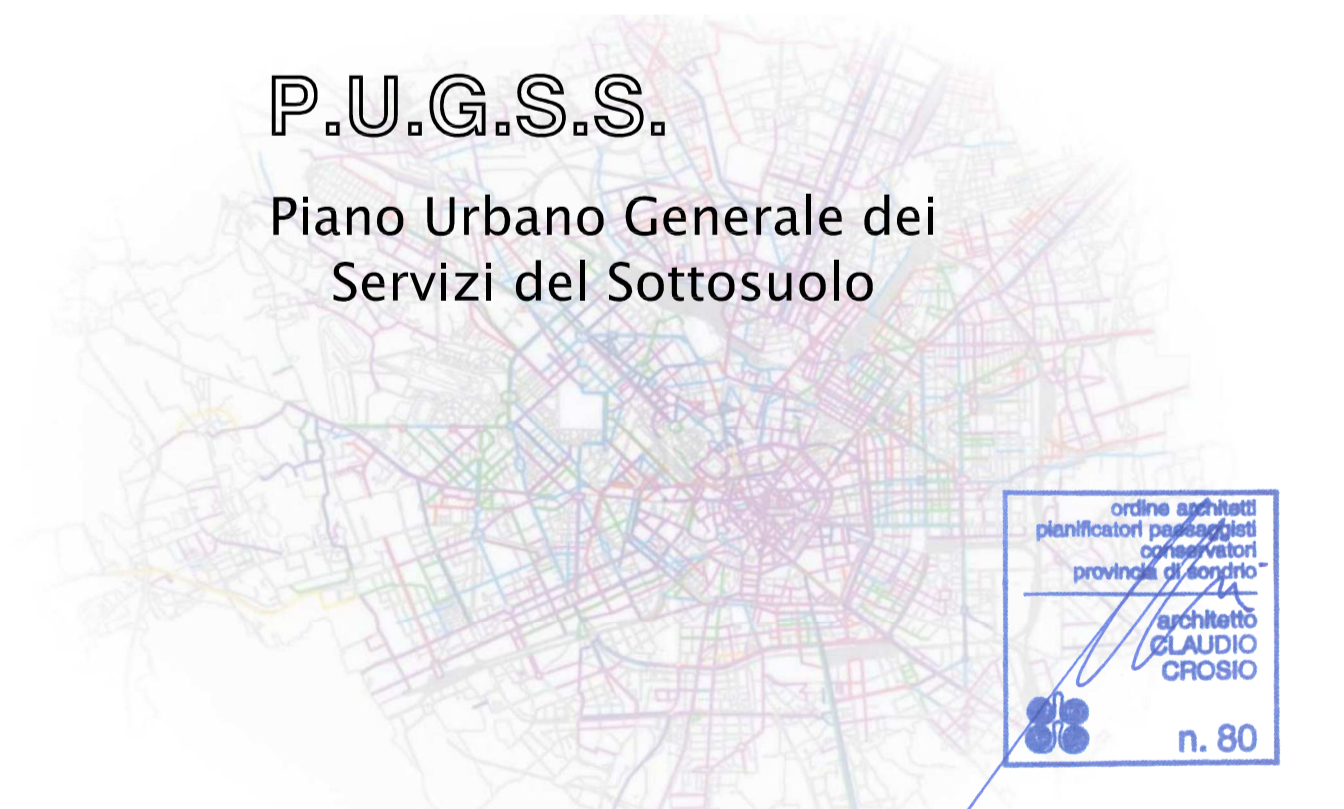 P.U.G.S.S.
Piano Urbano Generale dei
Servizi del Sottosuolo
ordine architetti
pianificatori paesaggisti
conservatori
provincia di sondrio
architetto
CLAUDIO
CROSIO
n. 80